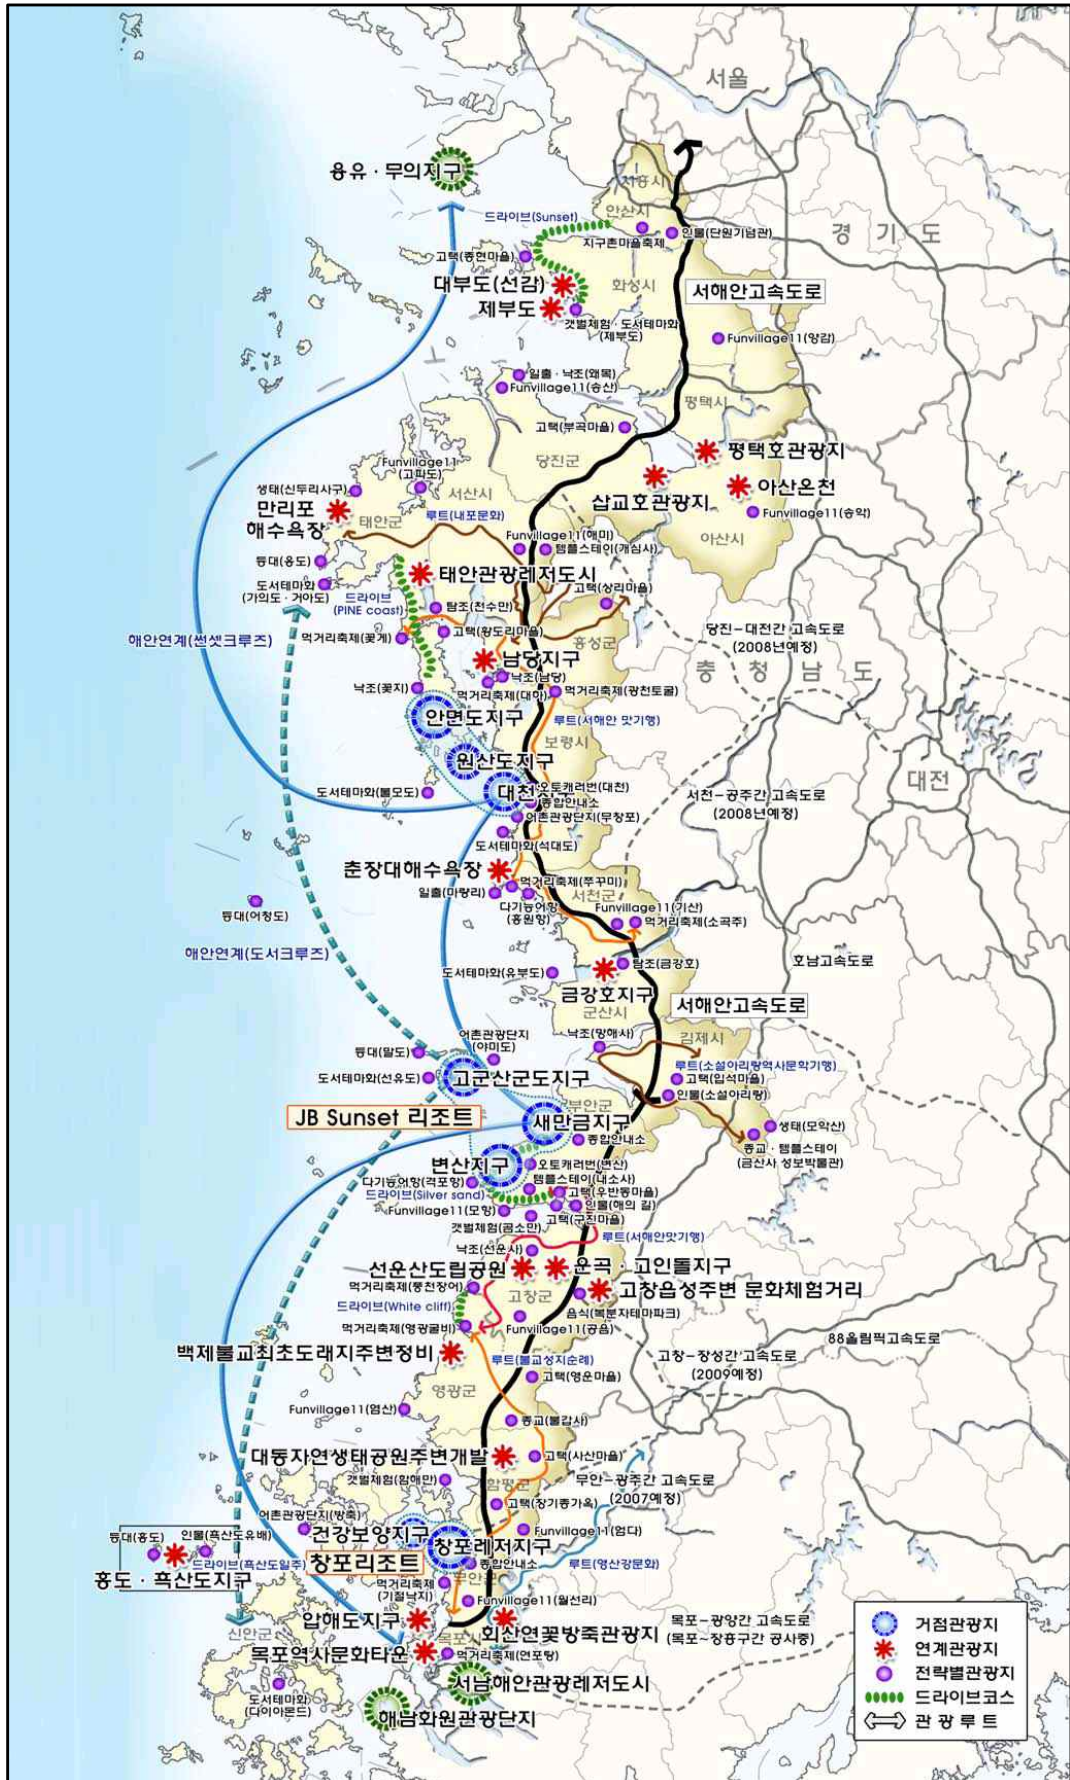 서울
시흥시
용유·무의지구
안산시
드라이브(Sunset)
지구촌마을축제
인물(단원기념관)
경기도
고택(종현마을)
대부도(선감)
화성시
서해안고속도로
제부도
갯벌체험·도서테마화
(제부도)
Funvillage11(양감)
일출·낙조(왜목)
Funvillage11(송산)
평택시
고택(부곡마을)
당진군
평택호관광지
삽교호관광지
아산온천
Funvillage11(송악)
아산시
Funvillage11
(고파도)
생태(신두리사구)
서산시
만리포
해수욕장
태안군
루트(내포문화)
Funvillage11(해미)
템플스테이(개심사)
등대(옹도)
태안관광레저도시
도서테마화
(가의도·거아도)
드라이브
(PINE coast)
고택(상리마을)
탐조(천수만)
홍성군
당진-대전간 고속도로
(2008년예정)
해안연계(썬셋크루즈)
먹거리축제(꽃게)
고택(왕도리마을)
남당지구
낙조(남당)
충청남도
낙조(꽃지)
먹거리축제(대하)
먹거리축제(광천토굴)
안면도지구
루트(서해안 맛기행)
보령시
원산도지구
대전
도서테마화(불모도)
대천
오토캐러번(대천)
종합안내소
어촌관광단지(무창포)
서천-공주간 고속도로
(2008년예정)
도서테마화(석대도)
춘장대해수욕장
먹거리축제(쭈꾸미)
일출(마량리)
다기능어항
(홍원항)
서천군
Funvillage11(기산)
먹거리축제(소곡주)
등대(어청도)
해안연계(도서크루즈)
도서테마화(유부도)
탐조(금강호)
호남고속도로
금강호지구
군산시
서해안고속도로
낙조(망해사)
김제시
어촌관광단지
(야미도)
등대(말도)
도서테마화(선유도)
고군산군도지구
루트(소설아리랑역사문학기행)
고택(입석마을)
인물(소설아리랑)
부안군
JB Sunset 리조트
새만금지구
종합안내소
생태(모악산)
종교·템플스테이
(금산사 성보박물관)
변산지구
오토캐러번(변산)
템플스테이(내소사)
다기능어항(격포항)
드라이브(Silver sand)
고택(우반동마을)
Funvillage11(모항)
인물(해의 길)
갯벌체험(곰소만)
고택(구진마을)
루트(서해안맛기행)
낙조(선운사)
선운산도립공원
운곡·고인돌지구
먹거리축제(풍천장어)
고창군
고창읍성주변 문화체험거리
드라이브(White cliff)
음식(복분자테마파크)
먹거리축제(영광굴비)
Funvillage11(공음)
88올림픽고속도로
백제불교최초도래지주변정비
루트(불교성지순례)
고창-장성간 고속도로
(2009예정)
영광군
고택(영운마을)
Funvillage11(염산)
종교(불갑사)
대동자연생태공원주변개발
고택(사산마을)
갯벌체험(함해만)
함평군
무안-광주간 고속도로
(2007예정)
고택(장기종가옥)
어촌관광단지(방축)
건강보양지구
Funvillage11(엄다)
등대(홍도)
인물(흑산도유배)
창포레저지구
드라이브(흑산도일주)
창포리조트
종합안내소
루트(영산강문화)
홍도·흑산도지구
먹거리축제
(기절낙지)
무안군
Funvillage11(월선리)
압해도지구
회산연꽃방죽관광지
목포-광양간 고속도로
(목포-장흥구간 공사중)
신안군
목포시
목포역사문화타운
먹거리축제(연포탕)
도서테마화
(다이아몬드)
서남해안관광레저도시
해남화원관광단지
거점관광지
연계관광지
전략별관광지
드라이브코스
관광루트